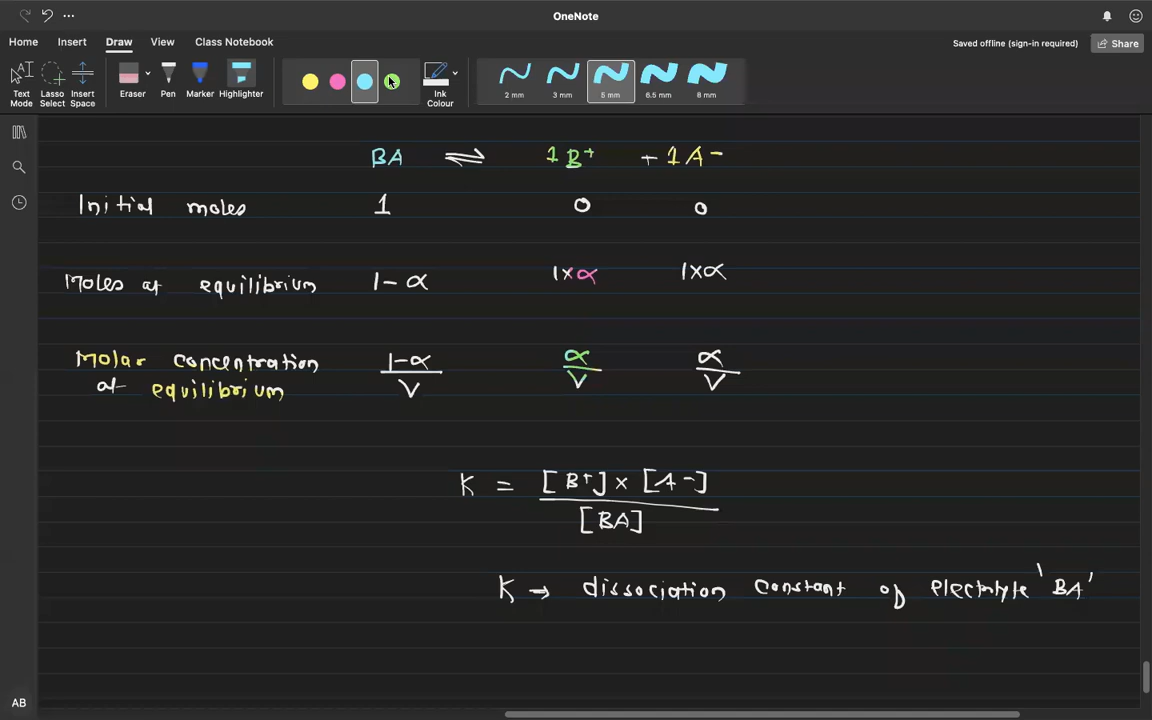 OneNote
Home Insert Draw View Class Notebook
Saved offline (sign-in required) Share
Text Mode Lasso Select Insert Space Eraser Pen Marker Highlighter Ink Colour 2 mm 3 mm 5 mm 6.5 mm 8 mm
BA ⇌ 1B+ + 1A−
Initial moles 1 0 0
Moles at equilibrium 1-α 1×α 1×α
Molar concentration at equilibrium (1-α)/V α/V α/V
K = [B+] × [A−] / [BA]
K → dissociation constant of electrolyte 'BA'
AB